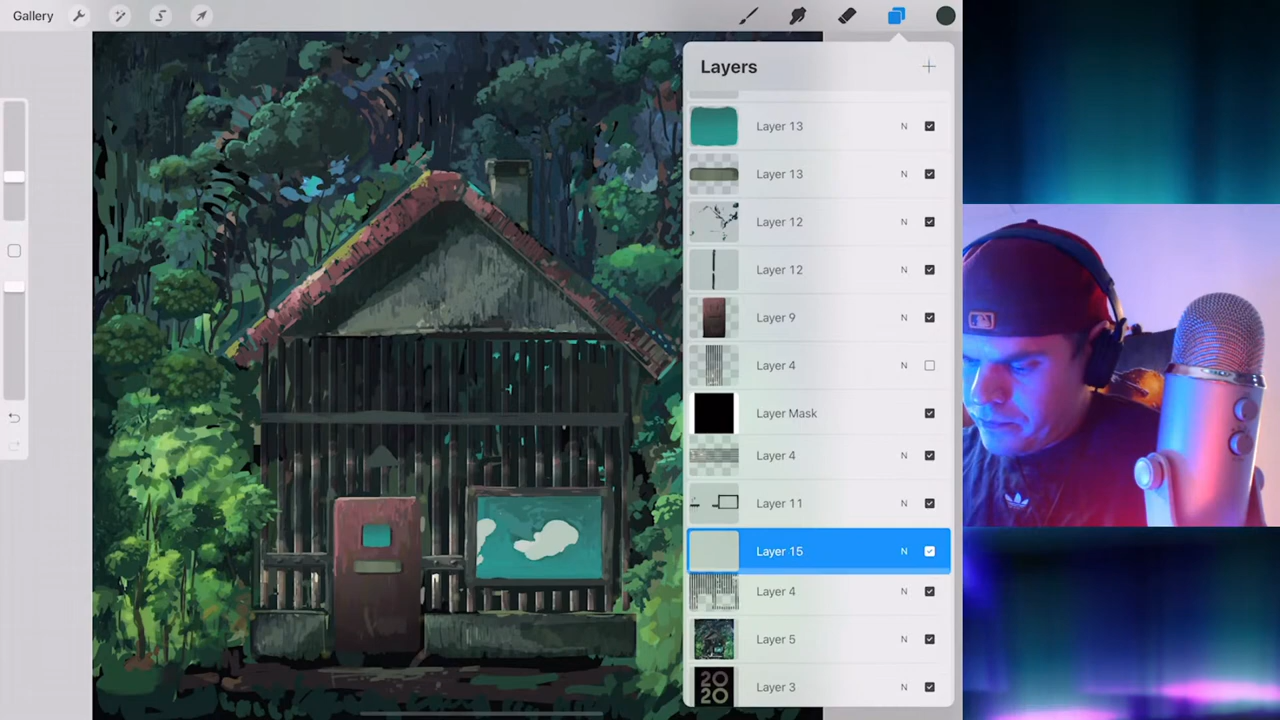 Gallery
Layers
Layer 13 N
Layer 13 N
Layer 12 N
Layer 12 N
Layer 9 N
Layer 4 N
Layer Mask
Layer 4 N
Layer 11 N
Layer 15 N
Layer 4 N
Layer 5 N
20
20
Layer 3 N